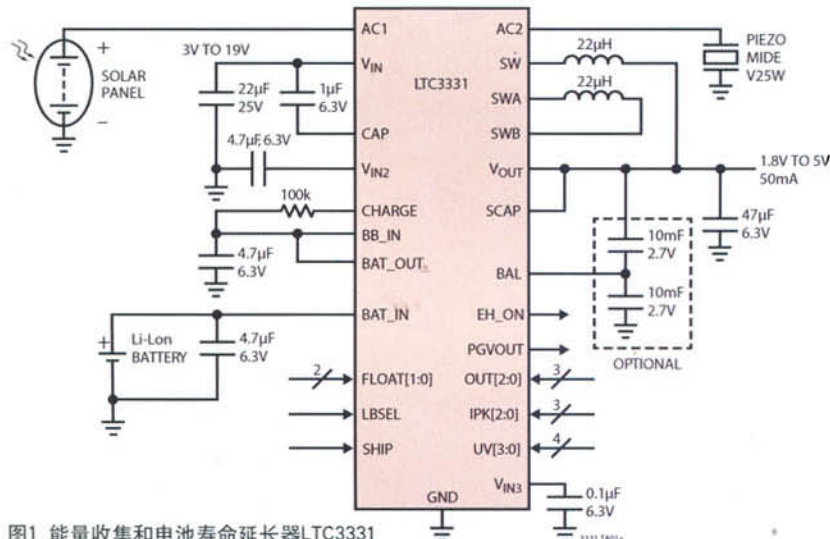 AC1
AC2
PIEZO
MIDE
V25W
+
SOLAR
PANEL
−
3V TO 19V
VIN
LTC3331
SW
22μH
22μF
25V
1μF
6.3V
SWA
22μH
CAP
SWB
4.7μF, 6.3V
VIN2
VOUT
1.8V TO 5V
50mA
100k
CHARGE
SCAP
47μF
6.3V
BB_IN
10mF
2.7V
4.7μF
6.3V
BAT_OUT
BAL
10mF
2.7V
OPTIONAL
BAT_IN
EH_ON
+
Li-Lon
BATTERY
4.7μF
6.3V
PGVOUT
2
FLOAT[1:0]
OUT[2:0]
3
LBSEL
IPK[2:0]
3
SHIP
UV[3:0]
4
VIN3
0.1μF
6.3V
GND
图1 能量收集和电池寿命延长器LTC3331